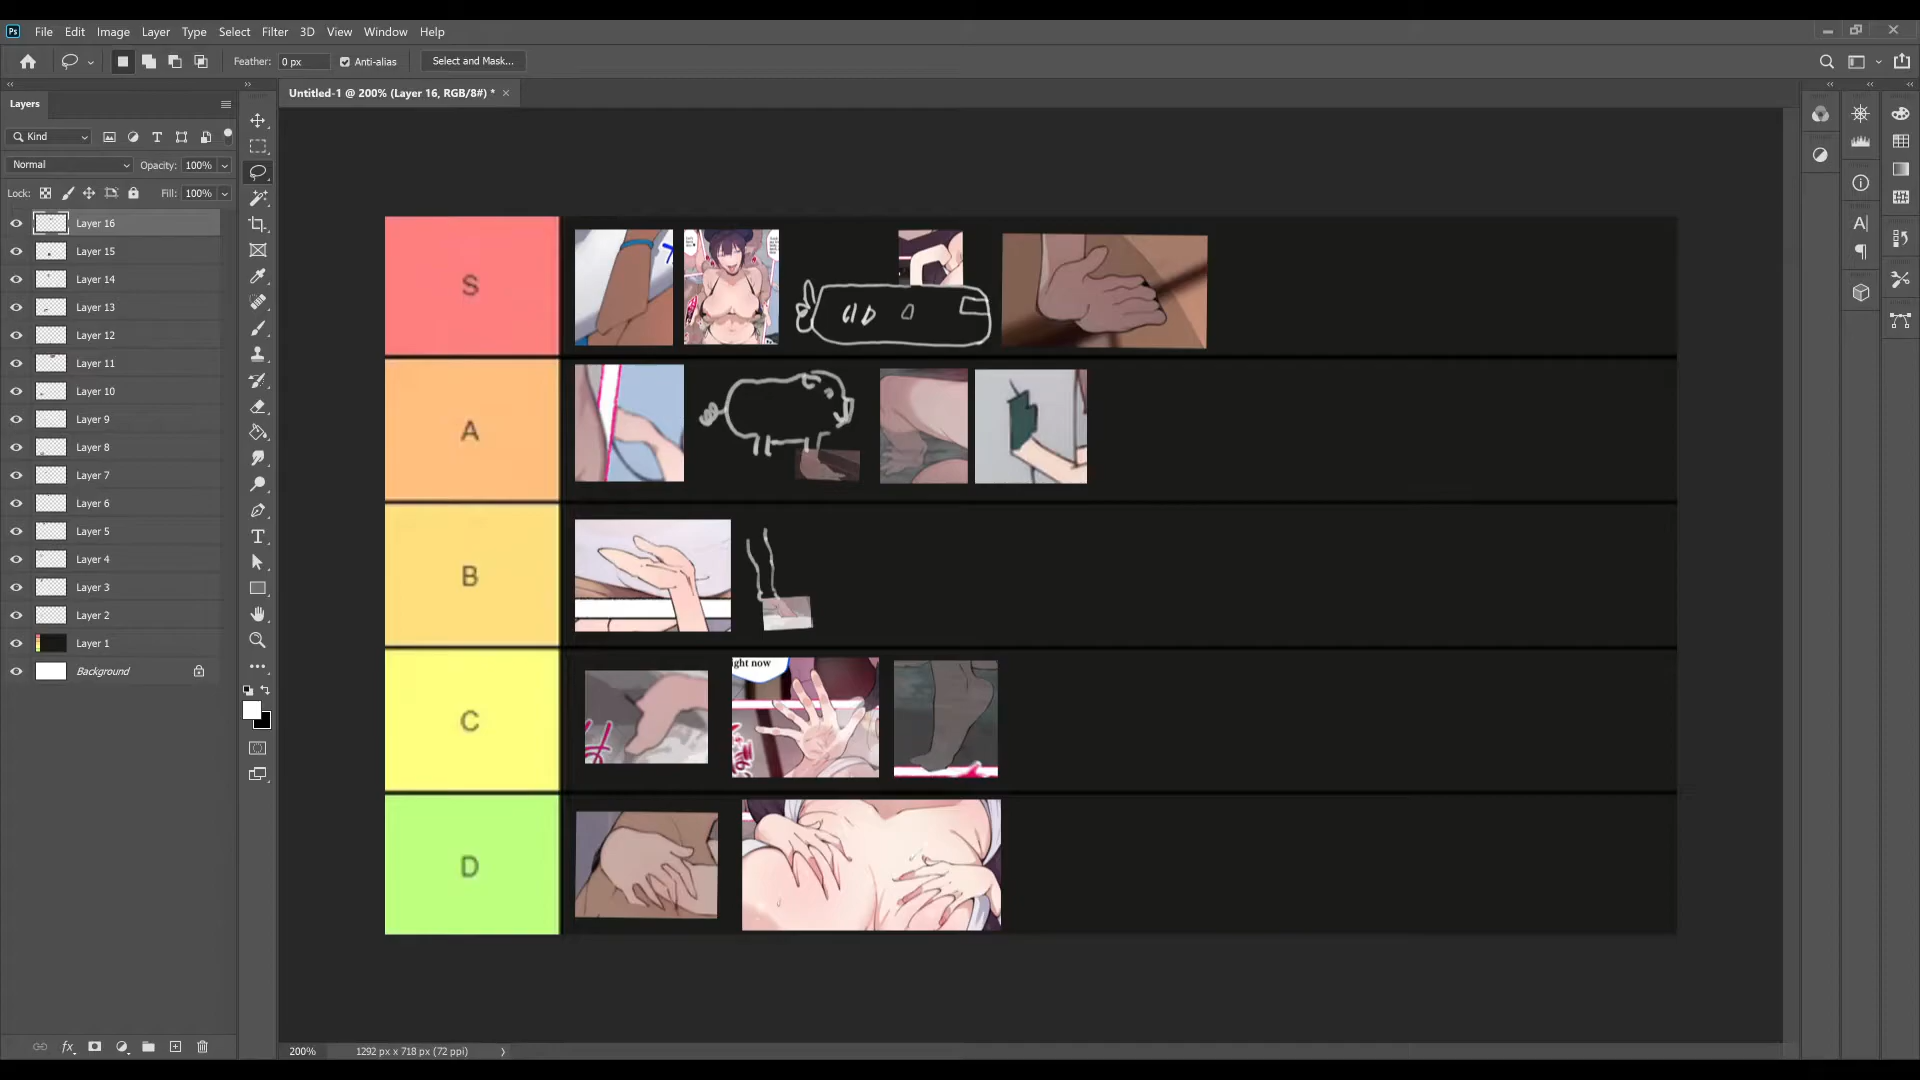 Ps File Edit Image Layer Type Select Filter 3D View Window Help
Feather: 0 px Anti-alias Select and Mask...
Layers
Untitled-1 @ 200% (Layer 16, RGB/8#) * ×
Kind
Normal Opacity: 100%
Lock: Fill: 100%
Layer 16
Layer 15
Layer 14
Layer 13
Layer 12
Layer 11
Layer 10
Layer 9
Layer 8
Layer 7
Layer 6
Layer 5
Layer 4
Layer 3
Layer 2
Layer 1
Background
S
A
B
C
right now
D
200% 1292 px x 718 px (72 ppi)